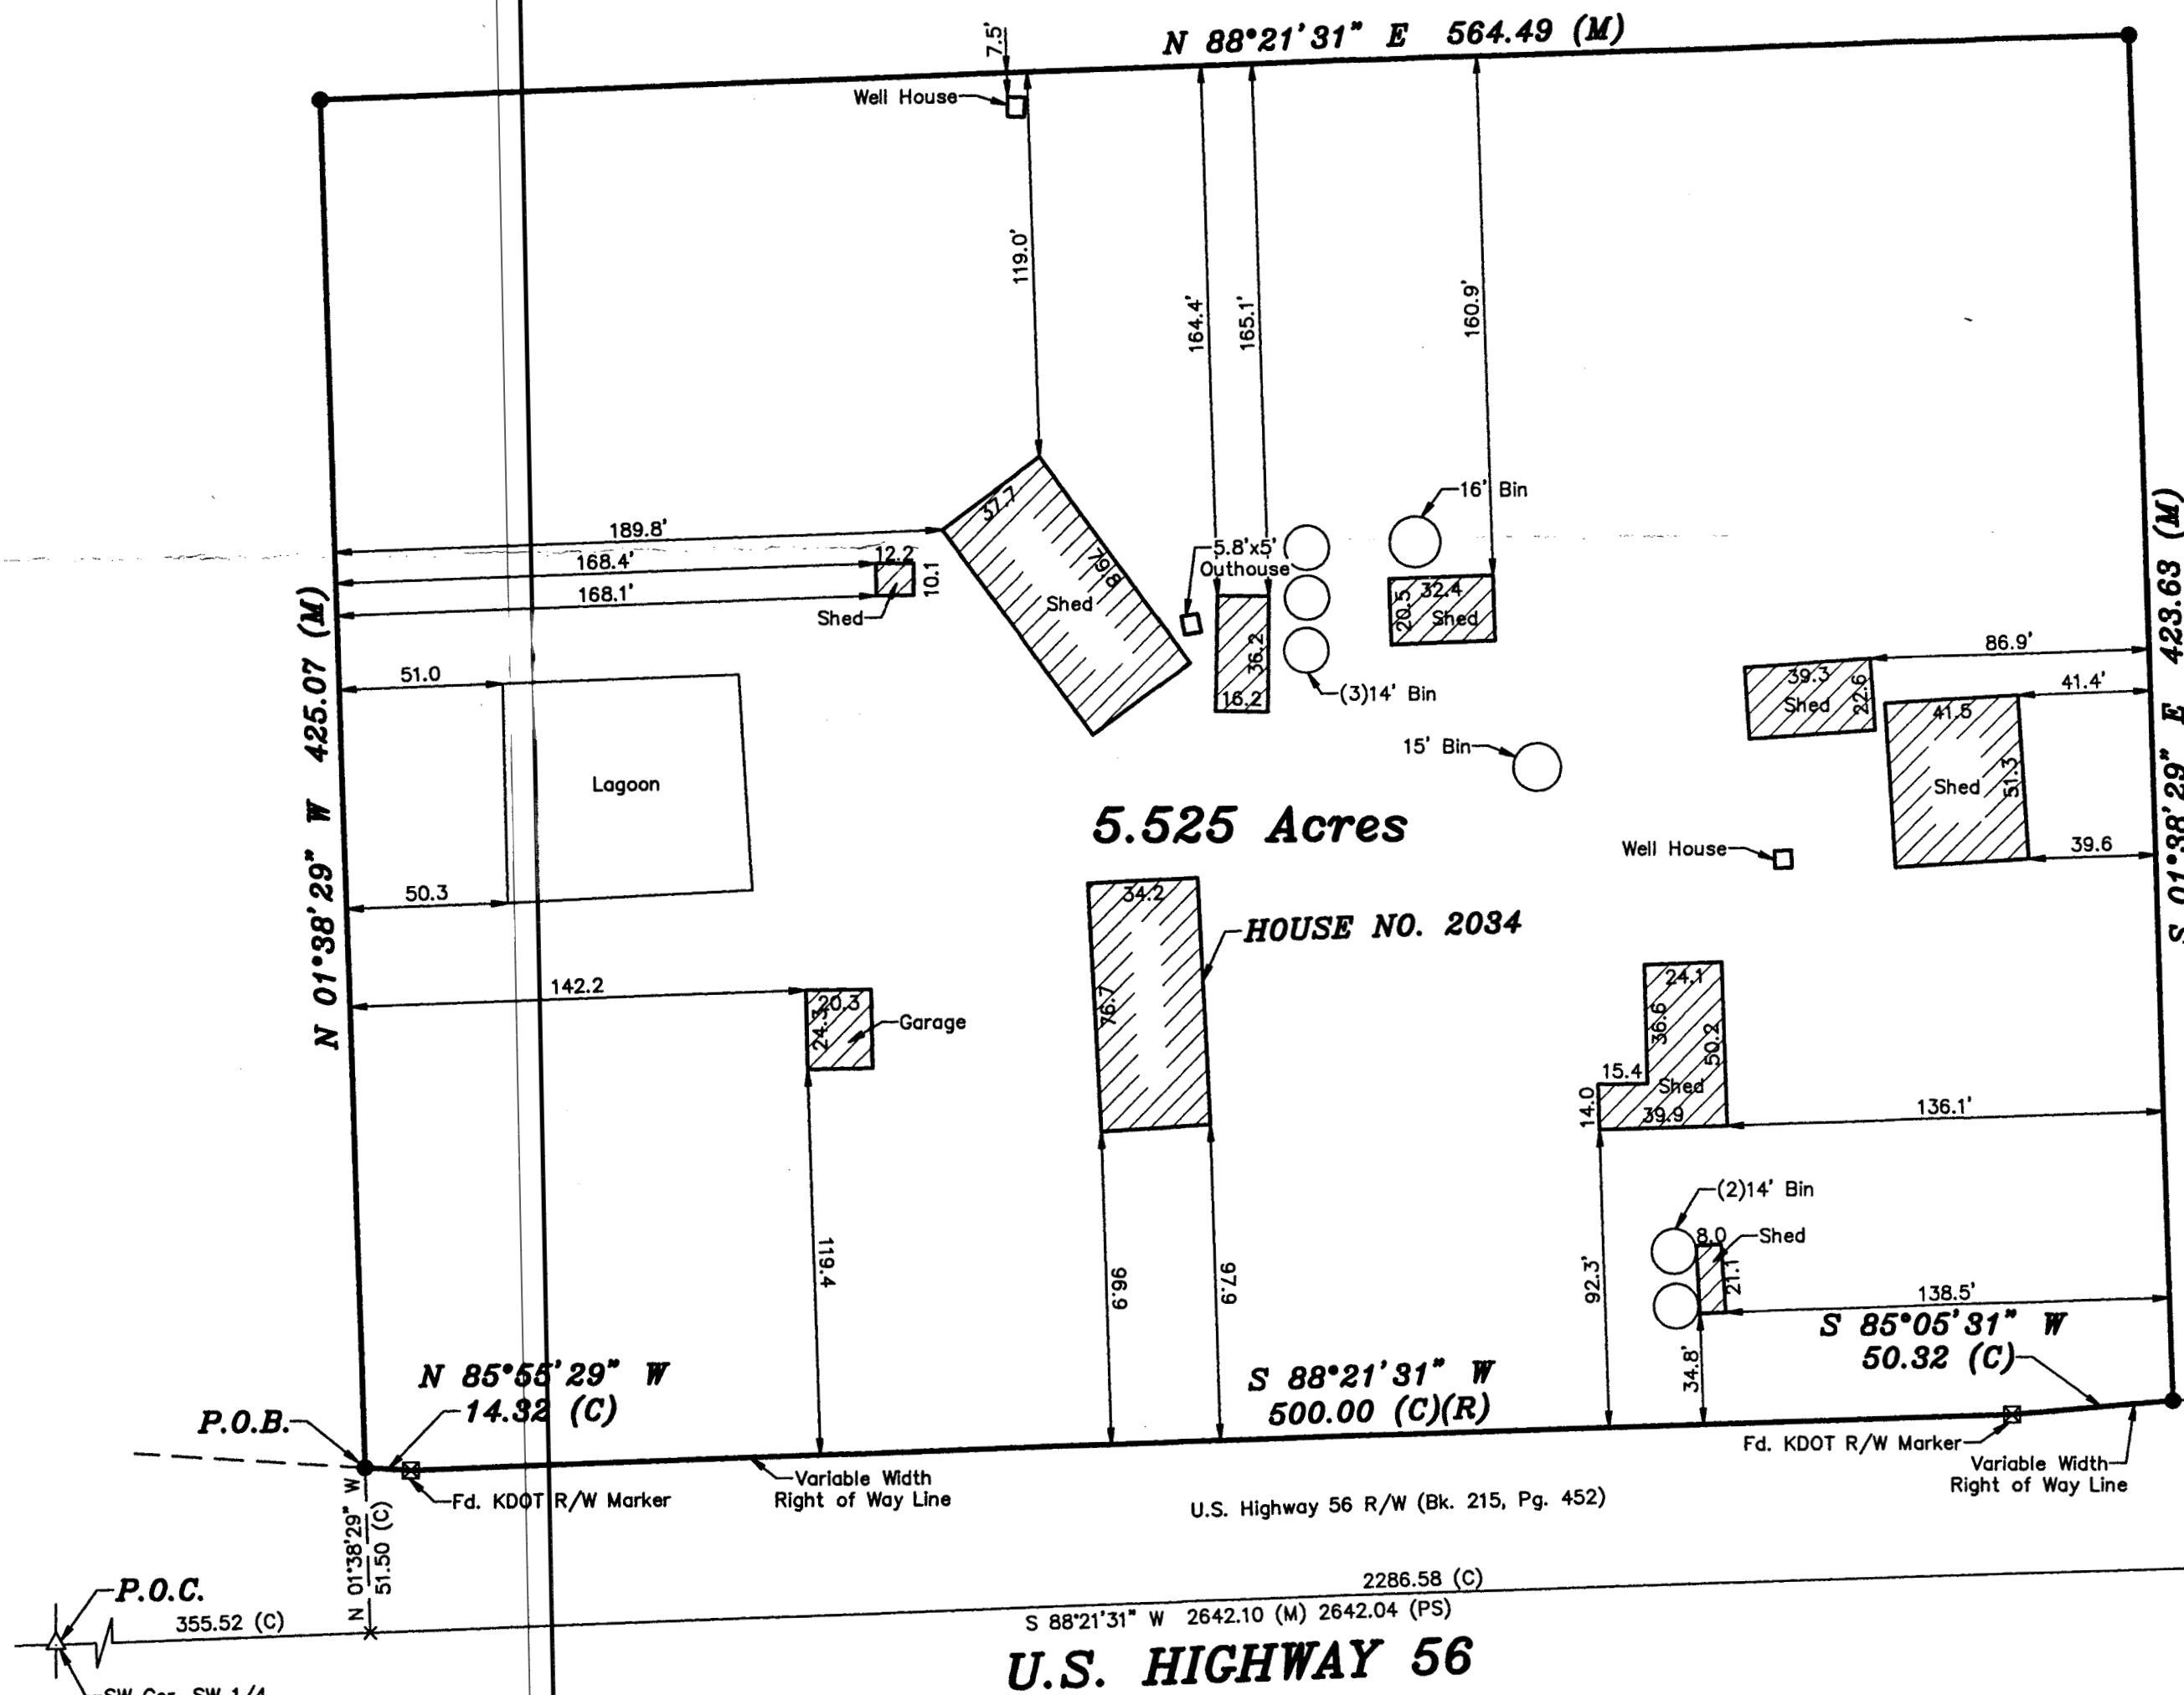 N 88°21'31" E 564.49 (M)
7.5'
Well House
119.0'
164.4'
165.1'
160.9'
16' Bin
189.8'
37.7
79.8
Shed
5.8'x5'
Outhouse
168.4'
12.2
10.1
168.1'
Shed
32.4
20.5
Shed
36.2
16.2
(3)14' Bin
86.9'
39.3
22.6
Shed
41.4'
41.5
51.3
Shed
39.6
51.0
Lagoon
50.3
15' Bin
5.525 Acres
Well House
N 01°38'29" W 425.07 (M)
S 01°38'29" E 423.63 (M)
34.2
76.7
HOUSE NO. 2034
142.2
20.3
24.3
Garage
24.1
36.6
50.2
15.4
Shed
14.0
39.9
136.1'
119.4
96.9
97.9
92.3'
(2)14' Bin
8.0
Shed
21.1
138.5'
34.8'
S 85°05'31" W
50.32 (C)
N 85°55'29" W
14.32 (C)
S 88°21'31" W
500.00 (C)(R)
P.O.B.
Fd. KDOT R/W Marker
Variable Width
Right of Way Line
Fd. KDOT R/W Marker
Variable Width
Right of Way Line
U.S. Highway 56 R/W (Bk. 215, Pg. 452)
N 01°38'29" W
51.50 (C)
P.O.C.
355.52 (C)
2286.58 (C)
S 88°21'31" W 2642.10 (M) 2642.04 (PS)
U.S. HIGHWAY 56
SW Cor. SW 1/4